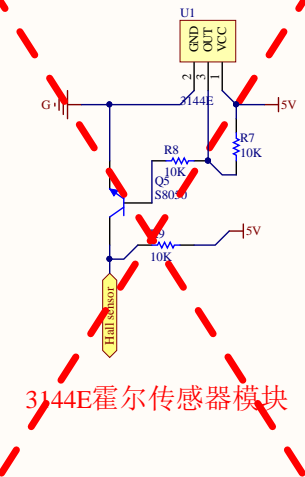 U1
GND
OUT
VCC
2
3
1
3144E
G
5V
R7
10K
R8
10K
Q5
S8050
5V
10K
Hall sensor
3144E霍尔传感器模块